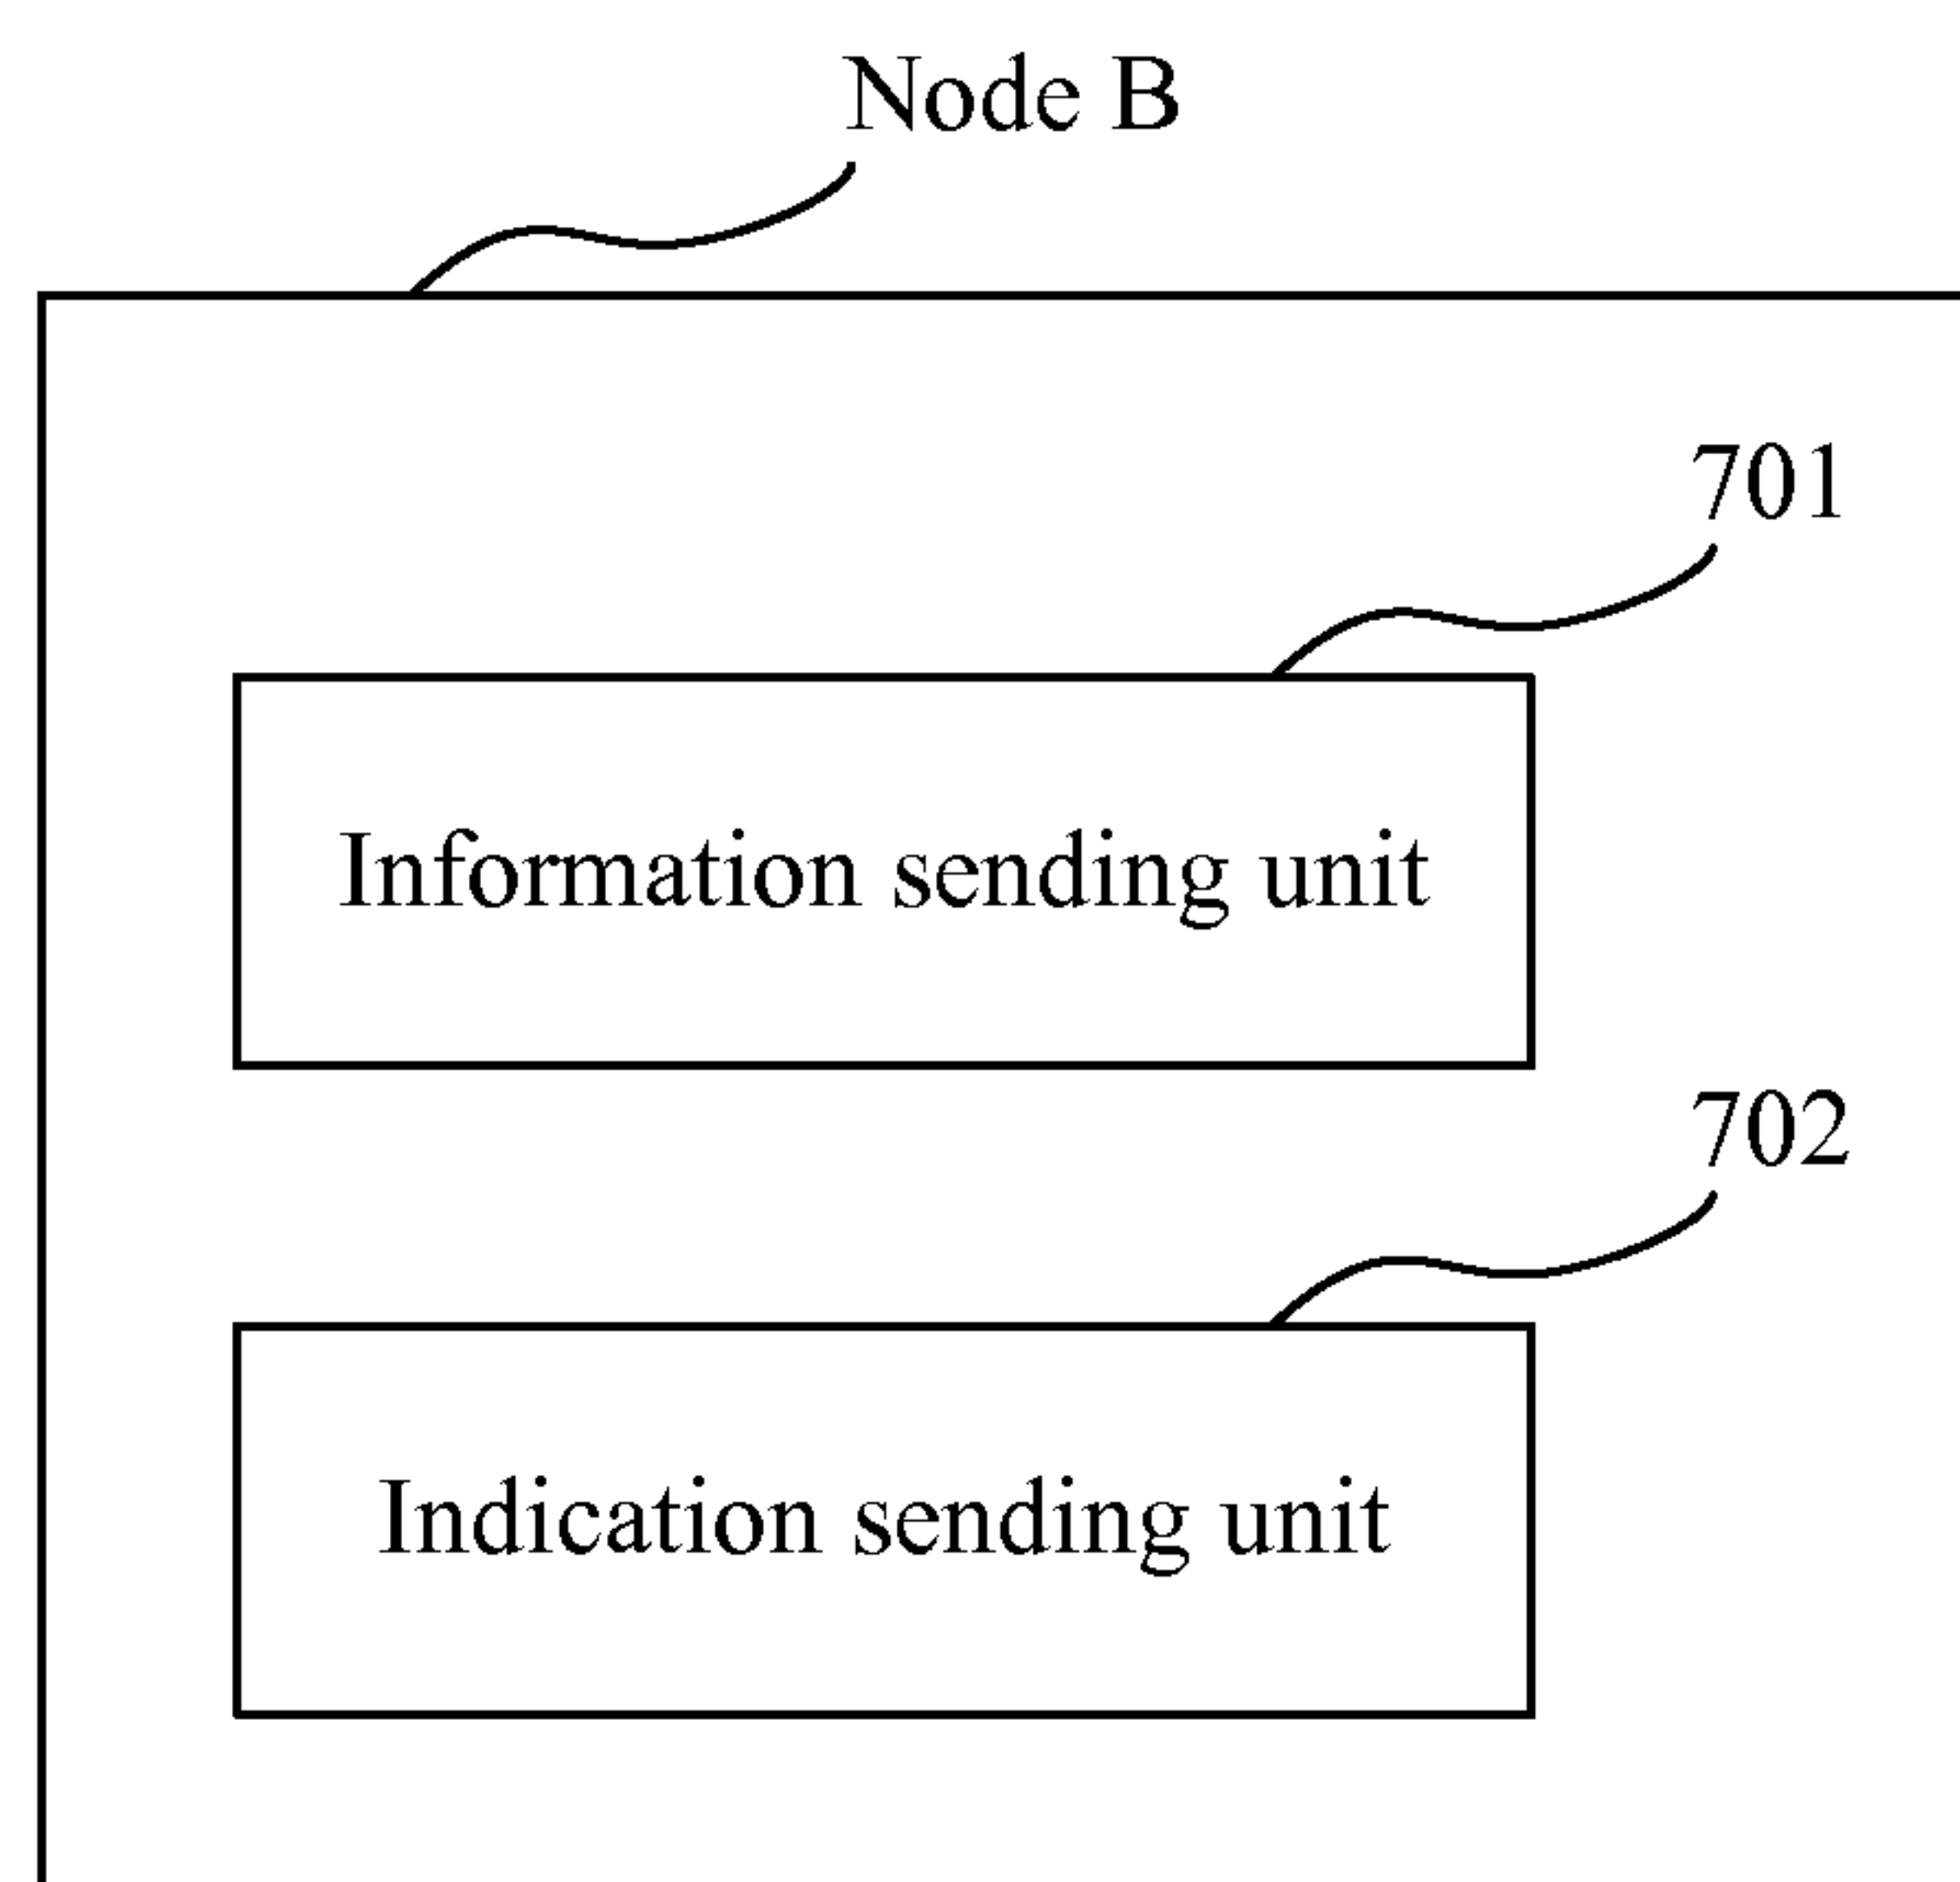 Node B
701
Information sending unit
702
Indication sending unit